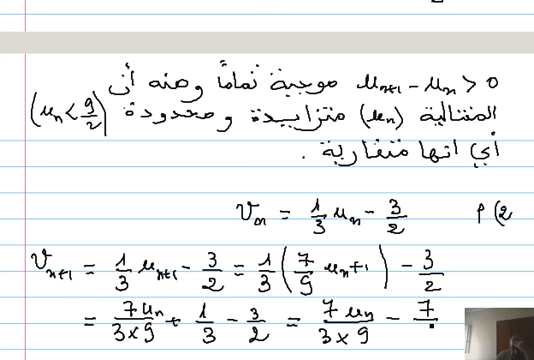 u_{n+1} - u_n > 0 موجبة تماما ومنه أن
المتتالية (u_n) متزايدة ومحدودة (u_n < 9/2)
أي انها متقاربة .
2) أ V_n = 1/3 u_n - 3/2
V_{n+1} = 1/3 u_{n+1} - 3/2 = 1/3 (7/9 u_n + 1) - 3/2
= 7u_n/(3×9) + 1/3 - 3/2 = 7u_n/(3×9) - 7/